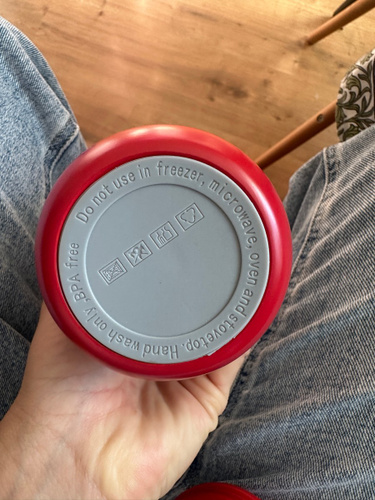 Do not use in freezer, microwave, oven and stovetop. Hand wash only ,BPA free